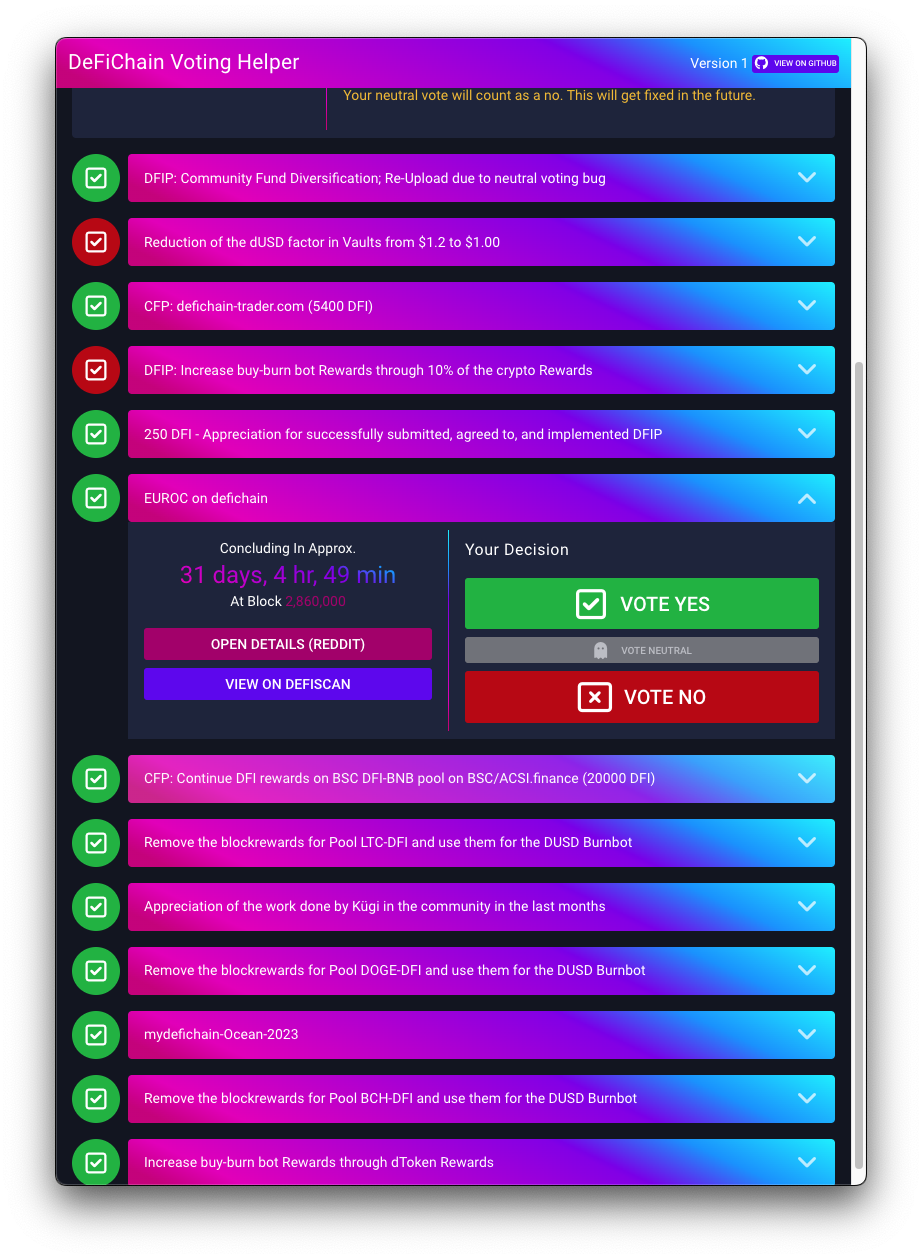 DeFiChain Voting Helper
Version 1 VIEW ON GITHUB
Your neutral vote will count as a no. This will get fixed in the future.
DFIP: Community Fund Diversification; Re-Upload due to neutral voting bug
Reduction of the dUSD factor in Vaults from $1.2 to $1.00
CFP: defichain-trader.com (5400 DFI)
DFIP: Increase buy-burn bot Rewards through 10% of the crypto Rewards
250 DFI - Appreciation for successfully submitted, agreed to, and implemented DFIP
EUROC on defichain
Concluding In Approx.
31 days, 4 hr, 49 min
At Block 2,860,000
OPEN DETAILS (REDDIT)
VIEW ON DEFISCAN
Your Decision
VOTE YES
VOTE NEUTRAL
VOTE NO
CFP: Continue DFI rewards on BSC DFI-BNB pool on BSC/ACSI.finance (20000 DFI)
Remove the blockrewards for Pool LTC-DFI and use them for the DUSD Burnbot
Appreciation of the work done by Kügi in the community in the last months
Remove the blockrewards for Pool DOGE-DFI and use them for the DUSD Burnbot
mydefichain-Ocean-2023
Remove the blockrewards for Pool BCH-DFI and use them for the DUSD Burnbot
Increase buy-burn bot Rewards through dToken Rewards